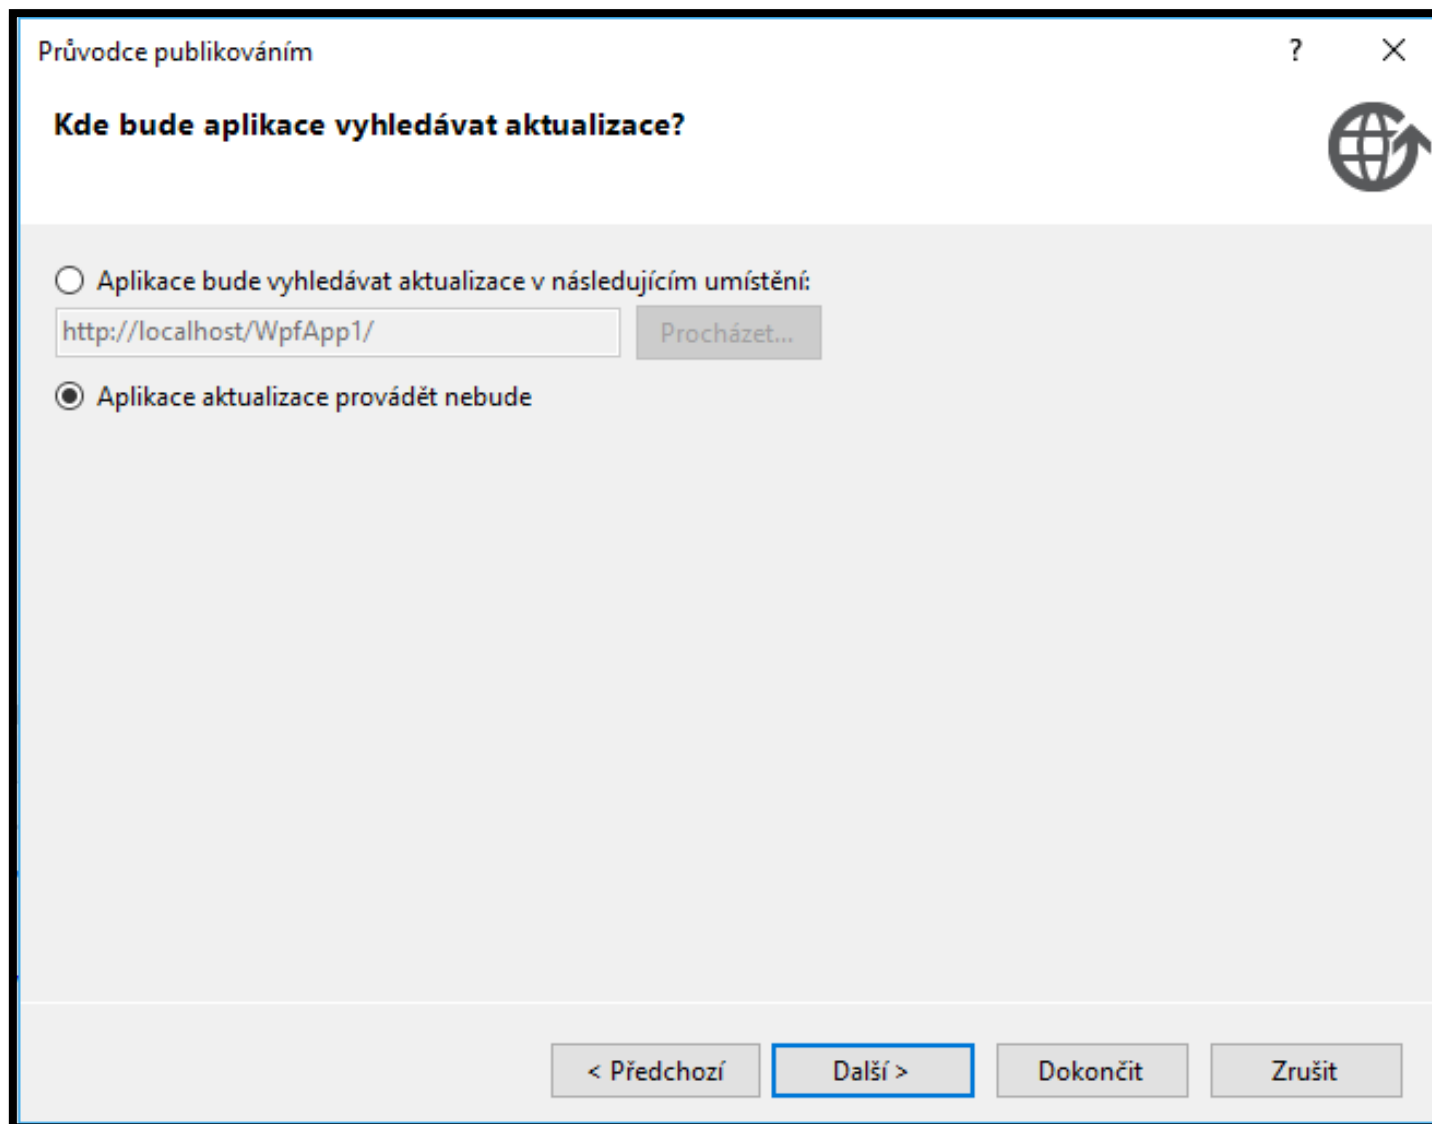 Průvodce publikováním
?
Kde bude aplikace vyhledávat aktualizace?
Aplikace bude vyhledávat aktualizace v následujícím umístění:
http://localhost/WpfApp1/
Procházet...
Aplikace aktualizace provádět nebude
< Předchozí
Další >
Dokončit
Zrušit